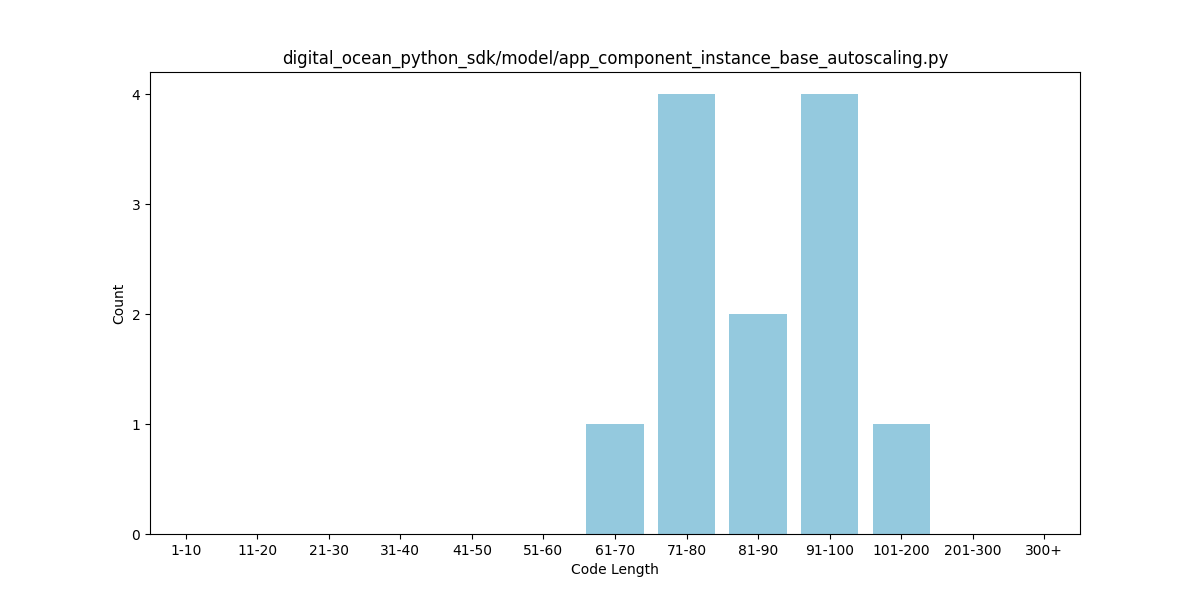 digital_ocean_python_sdk/model/app_component_instance_base_autoscaling.py
4
3
2
1
0
Count
1-10 11-20 21-30 31-40 41-50 51-60 61-70 71-80 81-90 91-100 101-200 201-300 300+
Code Length